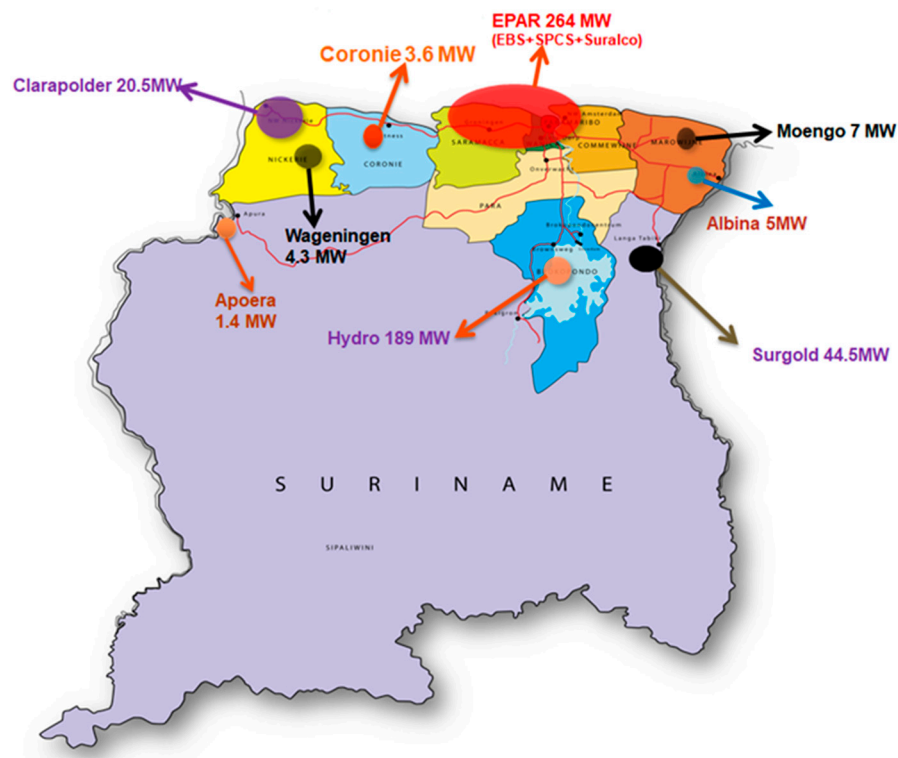 EPAR 264 MW
(EBS+SPCS+Suralco)
Coronie 3.6 MW
Clarapolder 20.5MW
Moengo 7 MW
NICKERIE
CORONIE
SARAMACCA
COMMEWIJNE
MAROWIJNE
Albina 5MW
PARA
Apura
Wageningen
4.3 MW
Langa Tabiki
Apoera
1.4 MW
Hydro 189 MW
Surgold 44.5MW
SURINAME
SIPALIWINI